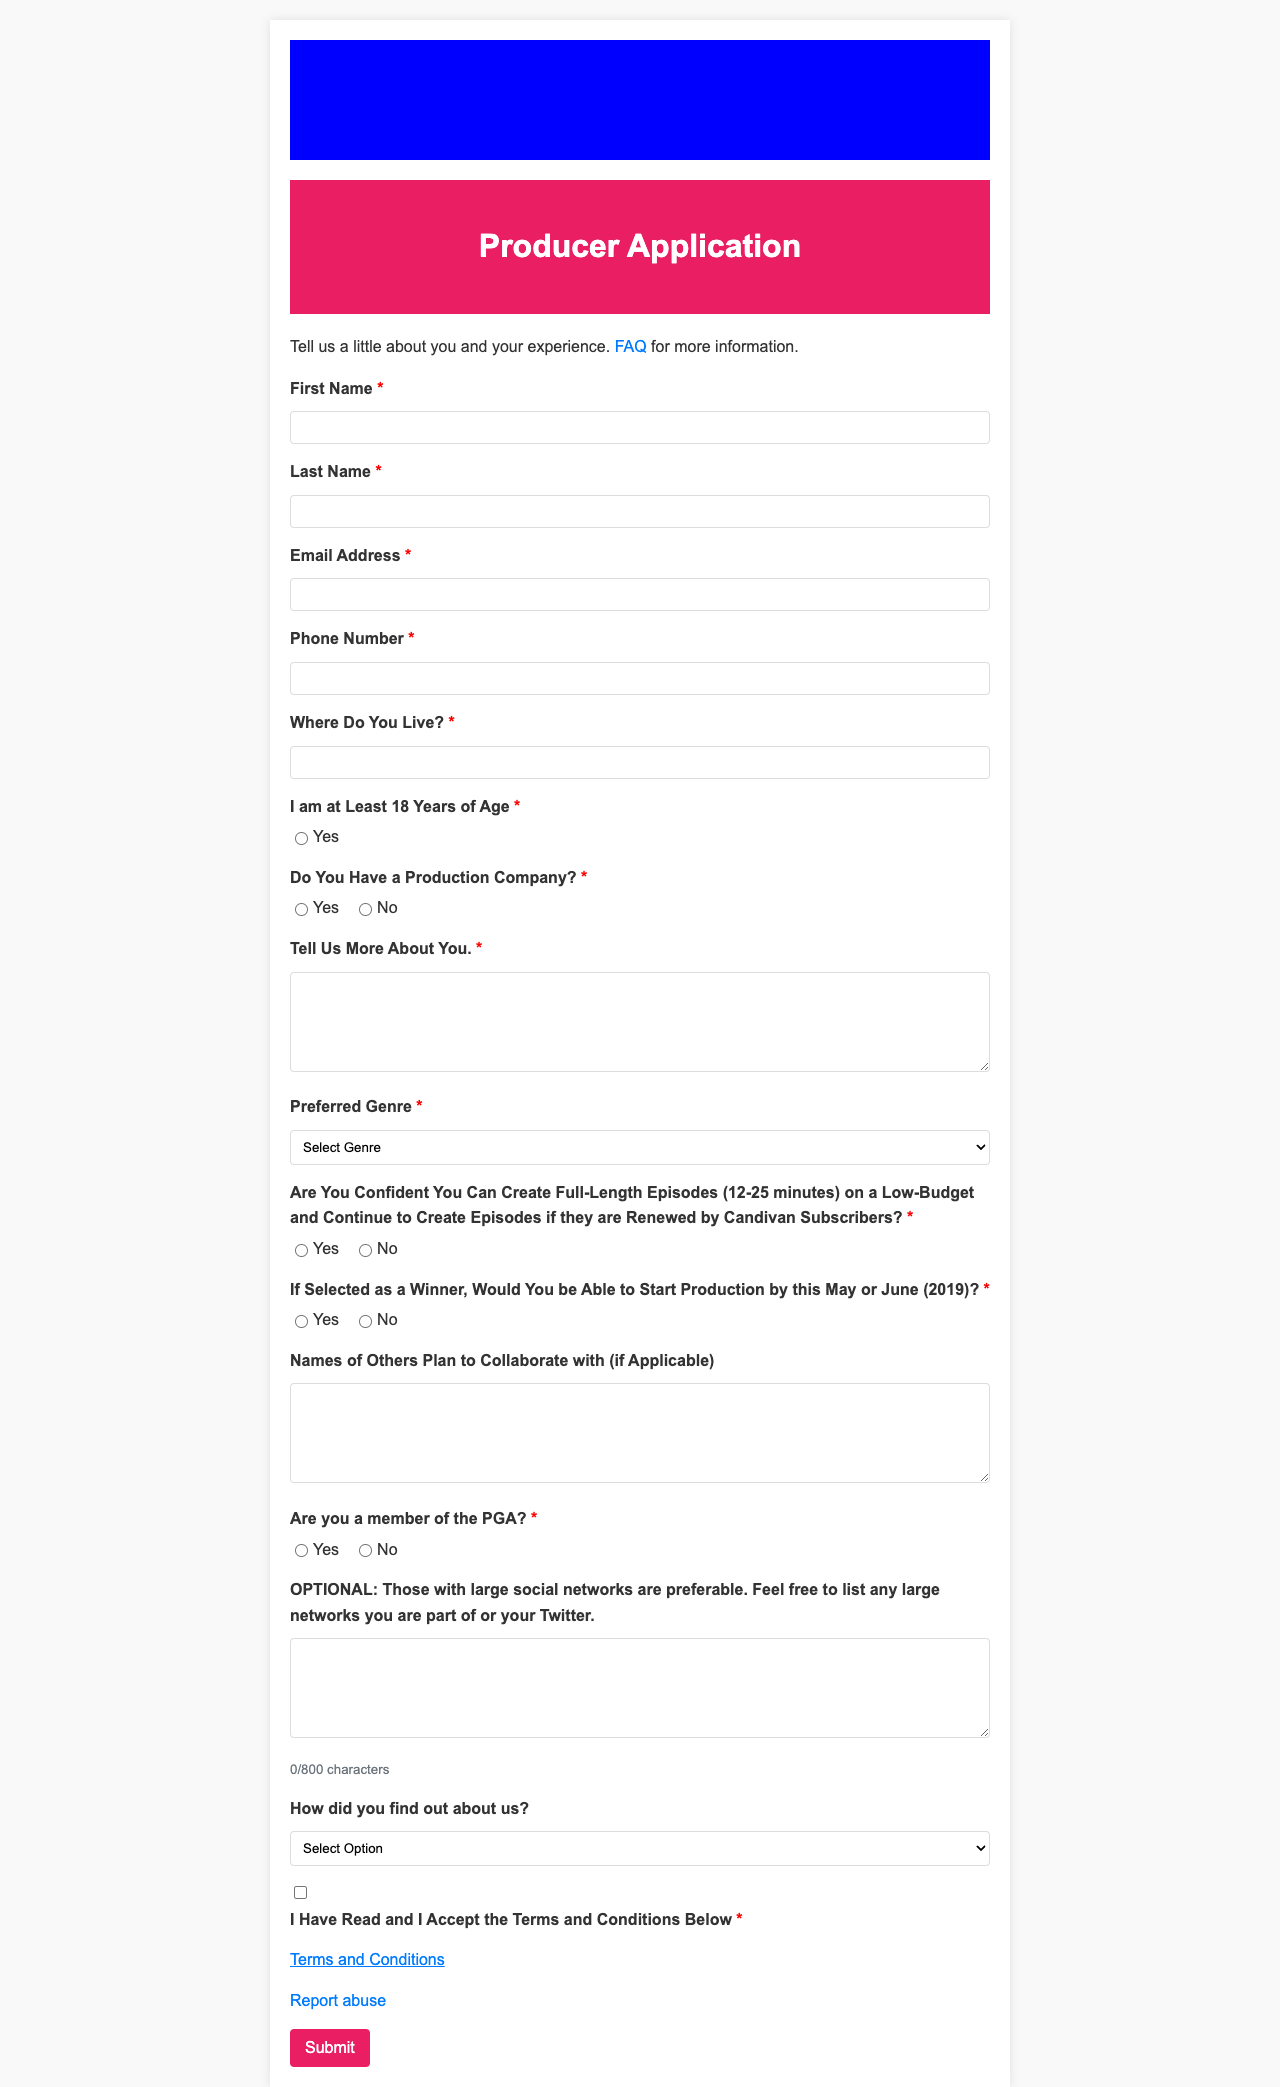 Producer Application
Tell us a little about you and your experience. FAQ for more information.
First Name *
Last Name *
Email Address *
Phone Number *
Where Do You Live? *
I am at Least 18 Years of Age *
Yes
Do You Have a Production Company? *
Yes No
Tell Us More About You. *
Preferred Genre *
Select Genre
Are You Confident You Can Create Full-Length Episodes (12-25 minutes) on a Low-Budget
and Continue to Create Episodes if they are Renewed by Candivan Subscribers? *
Yes No
If Selected as a Winner, Would You be Able to Start Production by this May or June (2019)? *
Yes No
Names of Others Plan to Collaborate with (if Applicable)
Are you a member of the PGA? *
Yes No
OPTIONAL: Those with large social networks are preferable. Feel free to list any large
networks you are part of or your Twitter.
0/800 characters
How did you find out about us?
Select Option
I Have Read and I Accept the Terms and Conditions Below *
Terms and Conditions
Report abuse
Submit